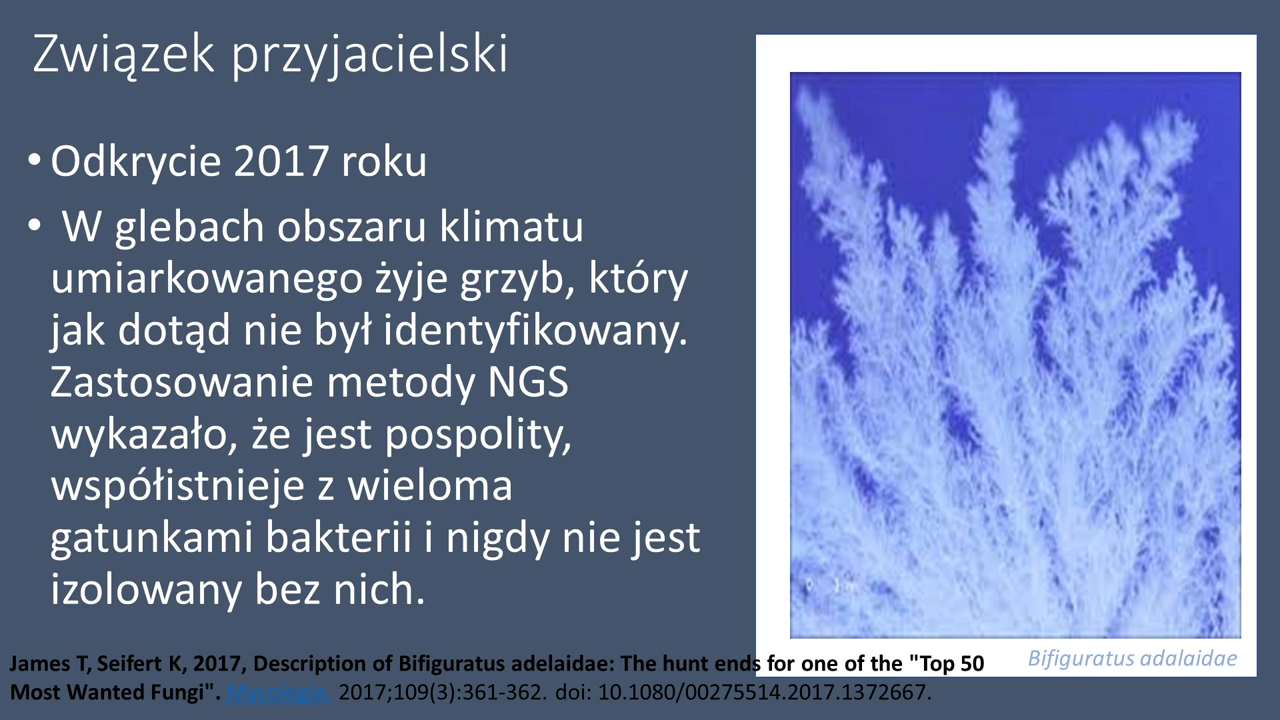 Związek przyjacielski
• Odkrycie 2017 roku
• W glebach obszaru klimatu
umiarkowanego żyje grzyb, który
jak dotąd nie był identyfikowany.
Zastosowanie metody NGS
wykazało, że jest pospolity,
współistnieje z wieloma
gatunkami bakterii i nigdy nie jest
izolowany bez nich.
Bifiguratus adalaidae
James T, Seifert K, 2017, Description of Bifiguratus adelaidae: The hunt ends for one of the "Top 50
Most Wanted Fungi". Mycologia. 2017;109(3):361-362. doi: 10.1080/00275514.2017.1372667.